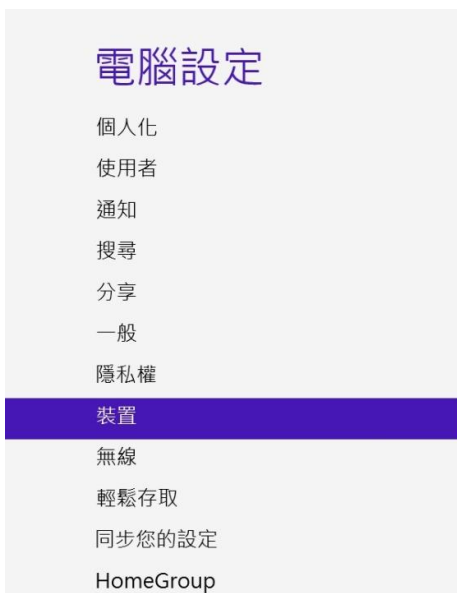 電腦設定
個人化
使用者
通知
搜尋
分享
一般
隱私權
裝置
無線
輕鬆存取
同步您的設定
HomeGroup